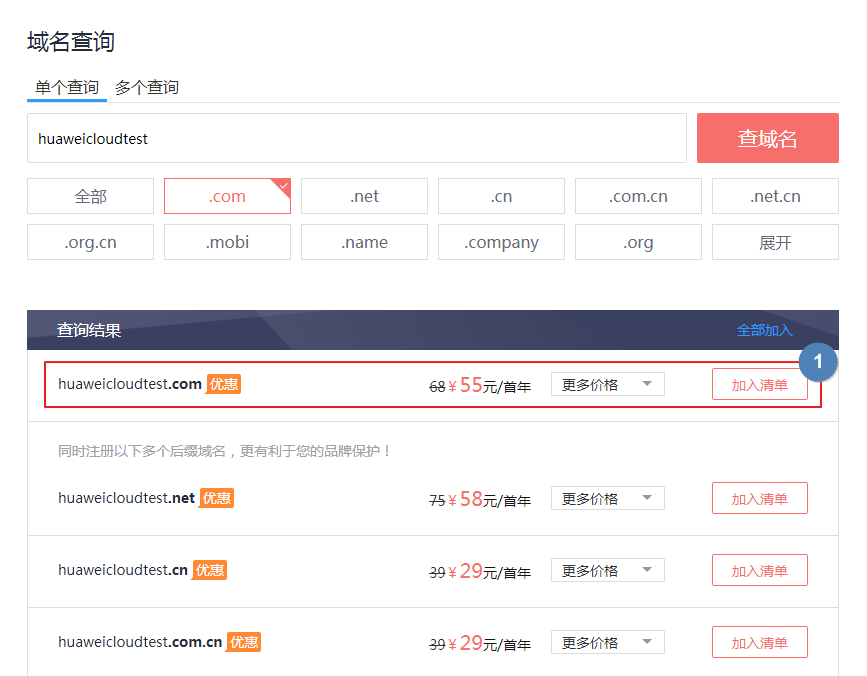 域名查询
单个查询 多个查询
huaweicloudtest 查域名
全部 .com .net .cn .com.cn .net.cn
.org.cn .mobi .name .company .org 展开
查询结果 全部加入
1
huaweicloudtest.com 优惠 68 ¥ 55元/首年 更多价格 加入清单
同时注册以下多个后缀域名，更有利于您的品牌保护！
huaweicloudtest.net 优惠 75 ¥ 58元/首年 更多价格 加入清单
huaweicloudtest.cn 优惠 39 ¥ 29元/首年 更多价格 加入清单
huaweicloudtest.com.cn 优惠 39 ¥ 29元/首年 更多价格 加入清单